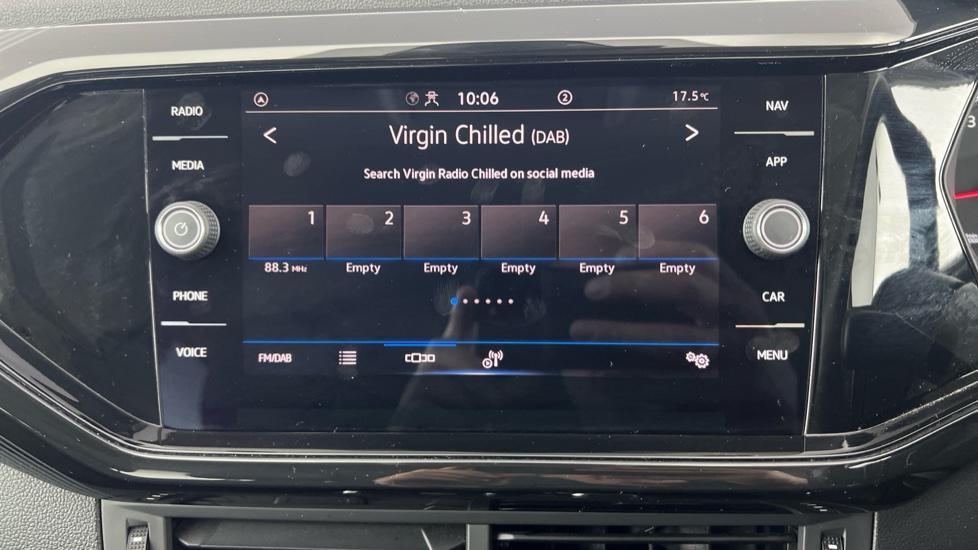 RADIO
MEDIA
PHONE
VOICE
10:06
2
17.5°C
< Virgin Chilled (DAB) >
Search Virgin Radio Chilled on social media
1 2 3 4 5 6
88.3 MHz Empty Empty Empty Empty Empty
FM/DAB
NAV
APP
CAR
MENU
3